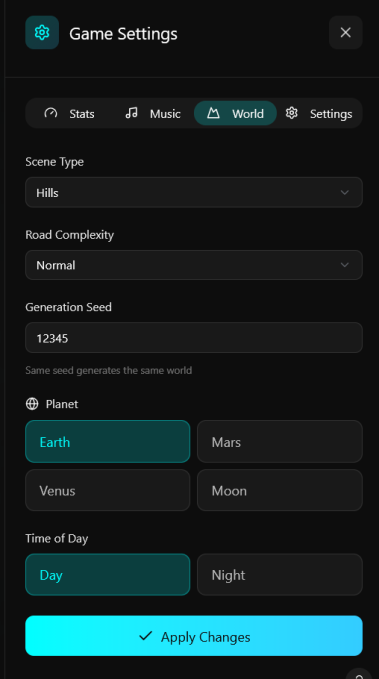 Game Settings
Stats Music World Settings
Scene Type
Hills
Road Complexity
Normal
Generation Seed
12345
Same seed generates the same world
Planet
Earth Mars
Venus Moon
Time of Day
Day Night
Apply Changes